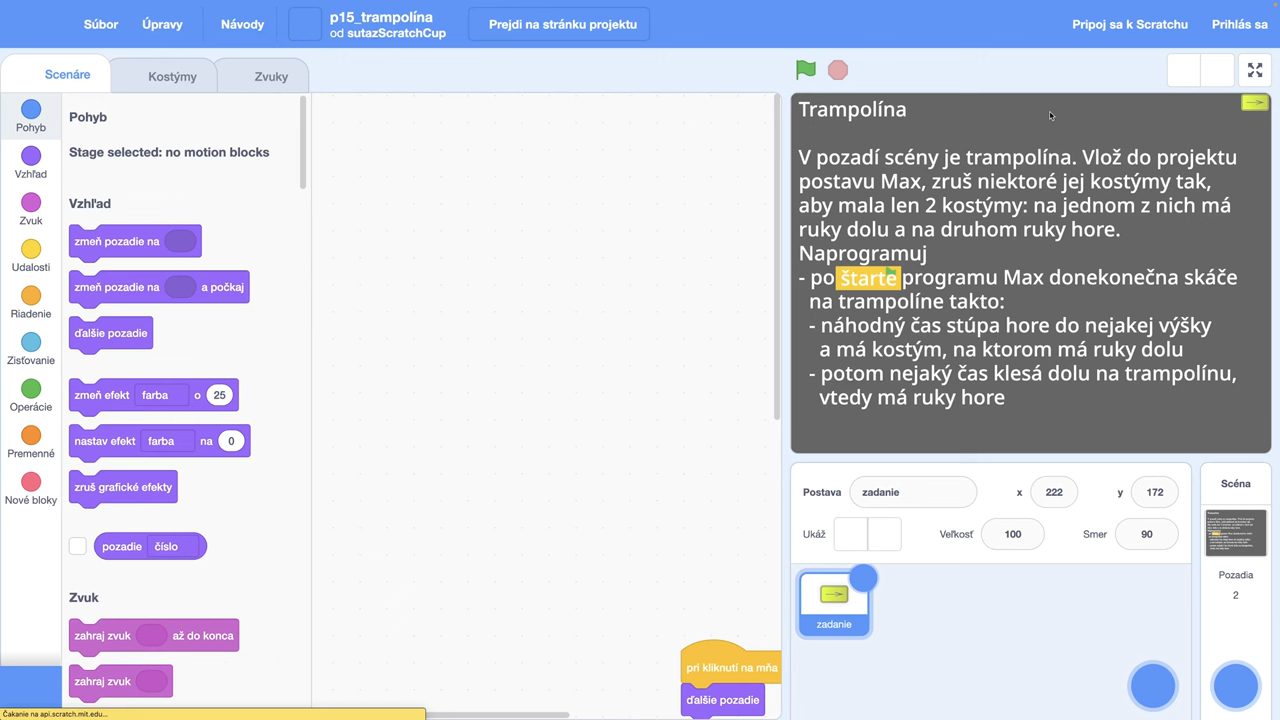 Súbor
Úpravy
Návody
p15_trampolína
od sutazScratchCup
Prejdi na stránku projektu
Pripoj sa k Scratchu
Prihlás sa
Scenáre
Kostýmy
Zvuky
Pohyb
Vzhľad
Zvuk
Udalosti
Riadenie
Zisťovanie
Operácie
Premenné
Nové bloky
Pohyb
Stage selected: no motion blocks
Vzhľad
zmeň pozadie na
zmeň pozadie na a počkaj
ďalšie pozadie
zmeň efekt farba o 25
nastav efekt farba na 0
zruš grafické efekty
pozadie číslo
Zvuk
zahraj zvuk až do konca
zahraj zvuk
Čakanie na api.scratch.mit.edu...
pri kliknutí na mňa
ďalšie pozadie
Trampolína
V pozadí scény je trampolína. Vlož do projektu
postavu Max, zruš niektoré jej kostýmy tak,
aby mala len 2 kostýmy: na jednom z nich má
ruky dolu a na druhom ruky hore.
Naprogramuj
- po štarte programu Max donekonečna skáče
na trampolíne takto:
- náhodný čas stúpa hore do nejakej výšky
a má kostým, na ktorom má ruky dolu
- potom nejaký čas klesá dolu na trampolínu,
vtedy má ruky hore
Postava zadanie x 222 y 172
Ukáž Veľkosť 100 Smer 90
zadanie
Scéna
Pozadia
2